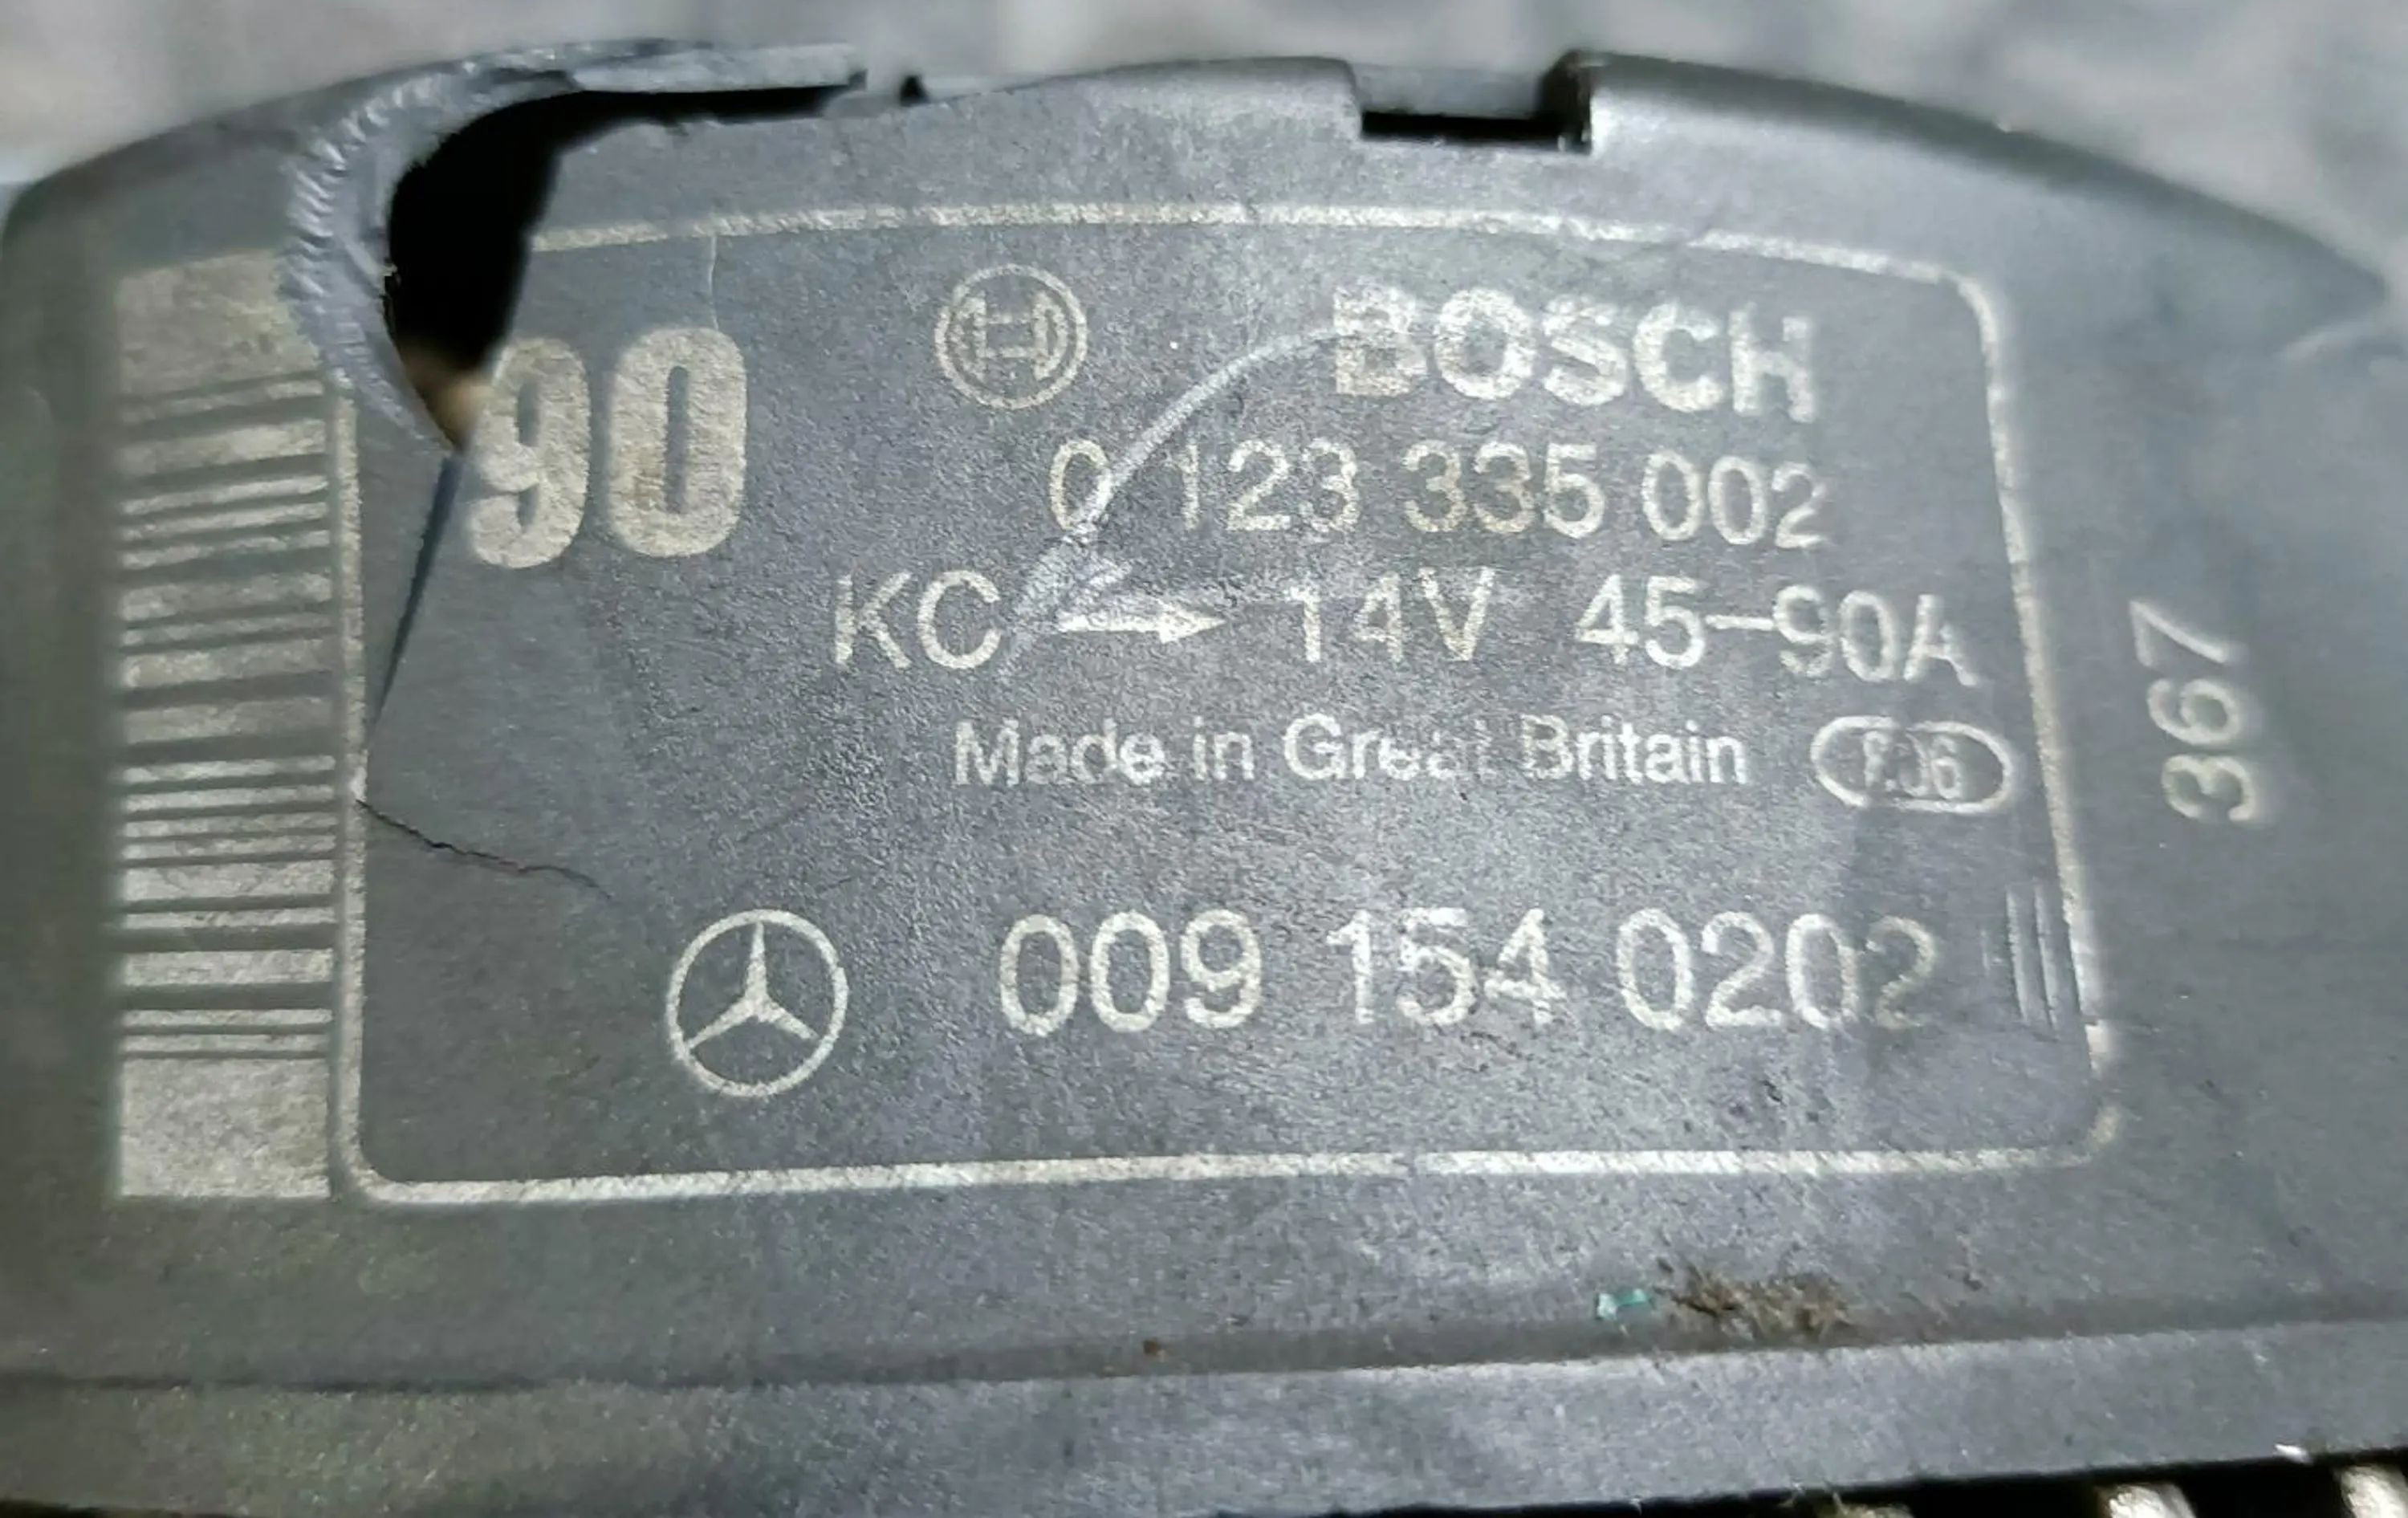 90
BOSCH
0 123 335 002
KC → 14V 45-90A
Made in Great Britain
367
009 154 0202